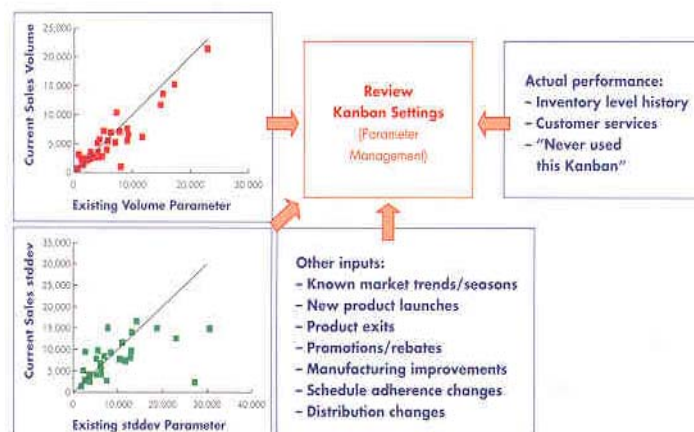 25,000
20,000
15,000
10,000
5,000
0
0
10.000
20.000
30.000
Current Sales Volume
Existing Volume Parameter
35,000
30,000
25,000
20,000
15,000
10,000
5,000
0
0
10.000
20.000
30.000
40.000
Current Sales stddev
Existing stddev Parameter
Review
Kanban Settings
(Parameter
Management)
Actual performance:
– Inventory level history
– Customer services
– “Never used
this Kanban”
Other inputs:
– Known market trends/seasons
– New product launches
– Product exits
– Promotions/rebates
– Manufacturing improvements
– Schedule adherence changes
– Distribution changes